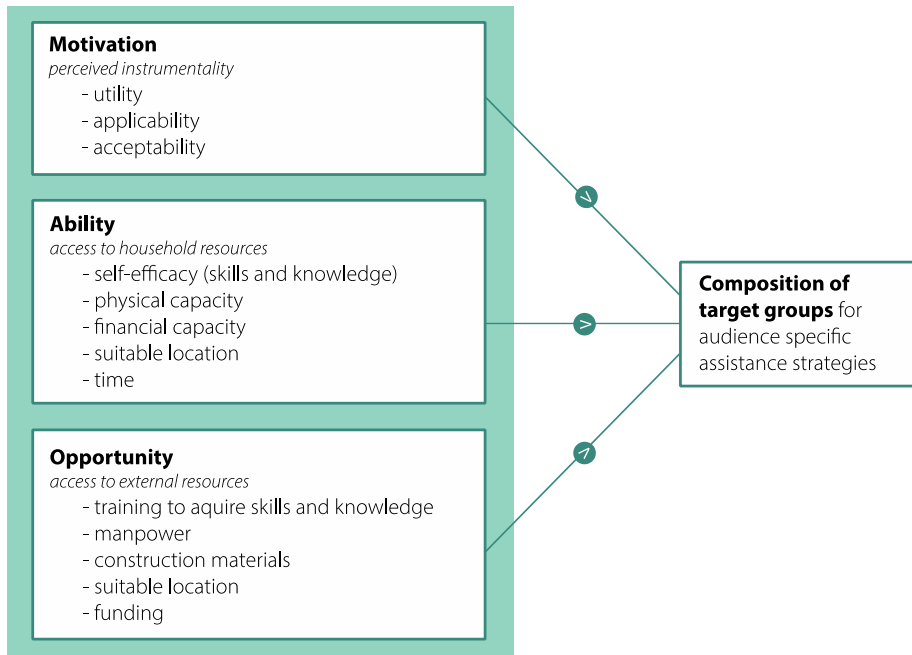 Motivation
perceived instrumentality
- utility
- applicability
- acceptability
Ability
access to household resources
- self-efficacy (skills and knowledge)
- physical capacity
- financial capacity
- suitable location
- time
Opportunity
access to external resources
- training to aquire skills and knowledge
- manpower
- construction materials
- suitable location
- funding
Composition of
target groups for
audience specific
assistance strategies